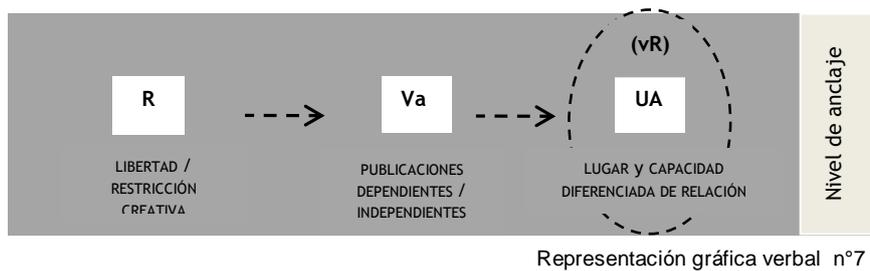 (vR)
R
Va
UA
LIBERTAD /
RESTRICCIÓN
CREATIVA
PUBLICACIONES
DEPENDIENTES /
INDEPENDIENTES
LUGAR y CAPACIDAD
DIFERENCIADA DE RELACIÓN
Nivel de anclaje
Representación gráfica verbal n°7